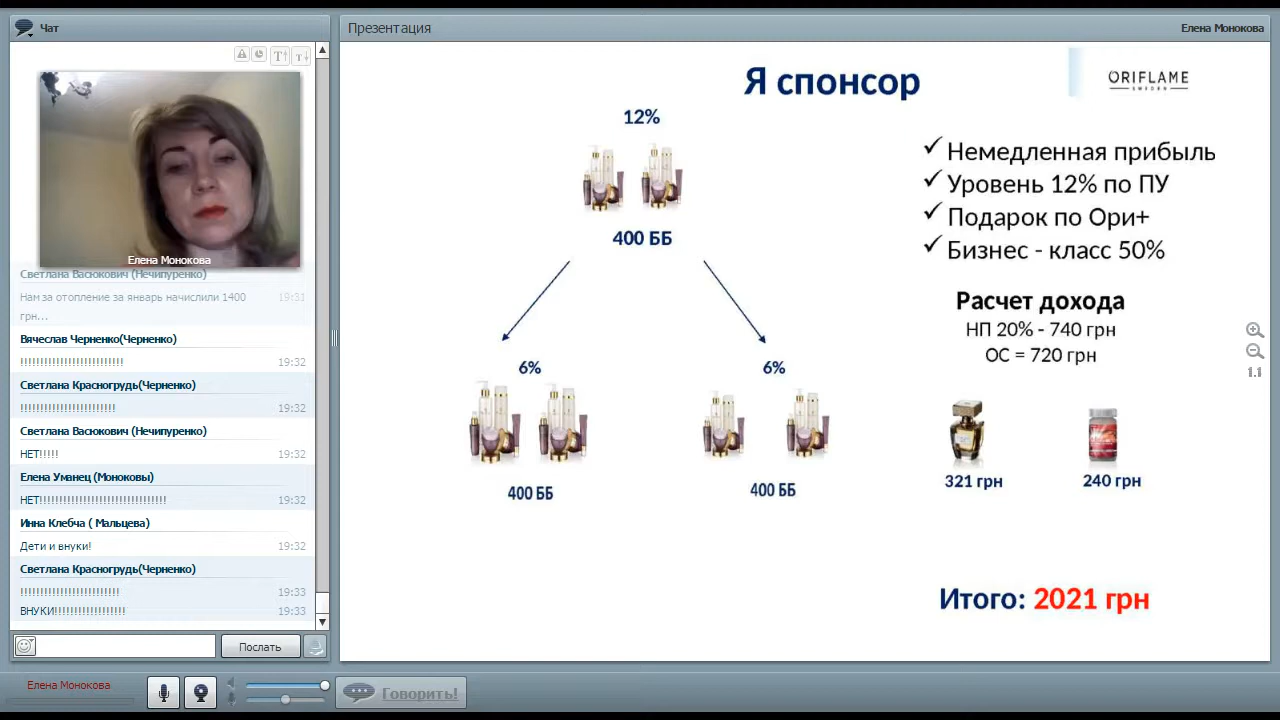 Чат
Елена Монокова
Светлана Васюкович (Нечипуренко)
Нам за отопление за январь начислили 1400 19:31
грн...
Вячеслав Черненко(Черненко)
!!!!!!!!!!!!!!!!!!!!!!!!!! 19:32
Светлана Красногрудь(Черненко)
!!!!!!!!!!!!!!!!!!!!!!!! 19:32
Светлана Васюкович (Нечипуренко)
НЕТ!!!!! 19:32
Елена Уманец (Моноковы)
НЕТ!!!!!!!!!!!!!!!!!!!!!!!!!!!!!!!! 19:32
Инна Клебча ( Мальцева)
Дети и внуки! 19:32
Светлана Красногрудь(Черненко)
!!!!!!!!!!!!!!!!!!!!!!!!! 19:33
ВНУКИ!!!!!!!!!!!!!!!!!! 19:33
Послать
Елена Монокова
Говорить!
Презентация
Елена Монокова
Я спонсор
ORIFLAME
SWEDEN
12%
400 ББ
6%
400 ББ
6%
400 ББ
Немедленная прибыль
Уровень 12% по ПУ
Подарок по Ори+
Бизнес - класс 50%
Расчет дохода
НП 20% - 740 грн
ОС = 720 грн
321 грн
240 грн
Итого: 2021 грн
1.1